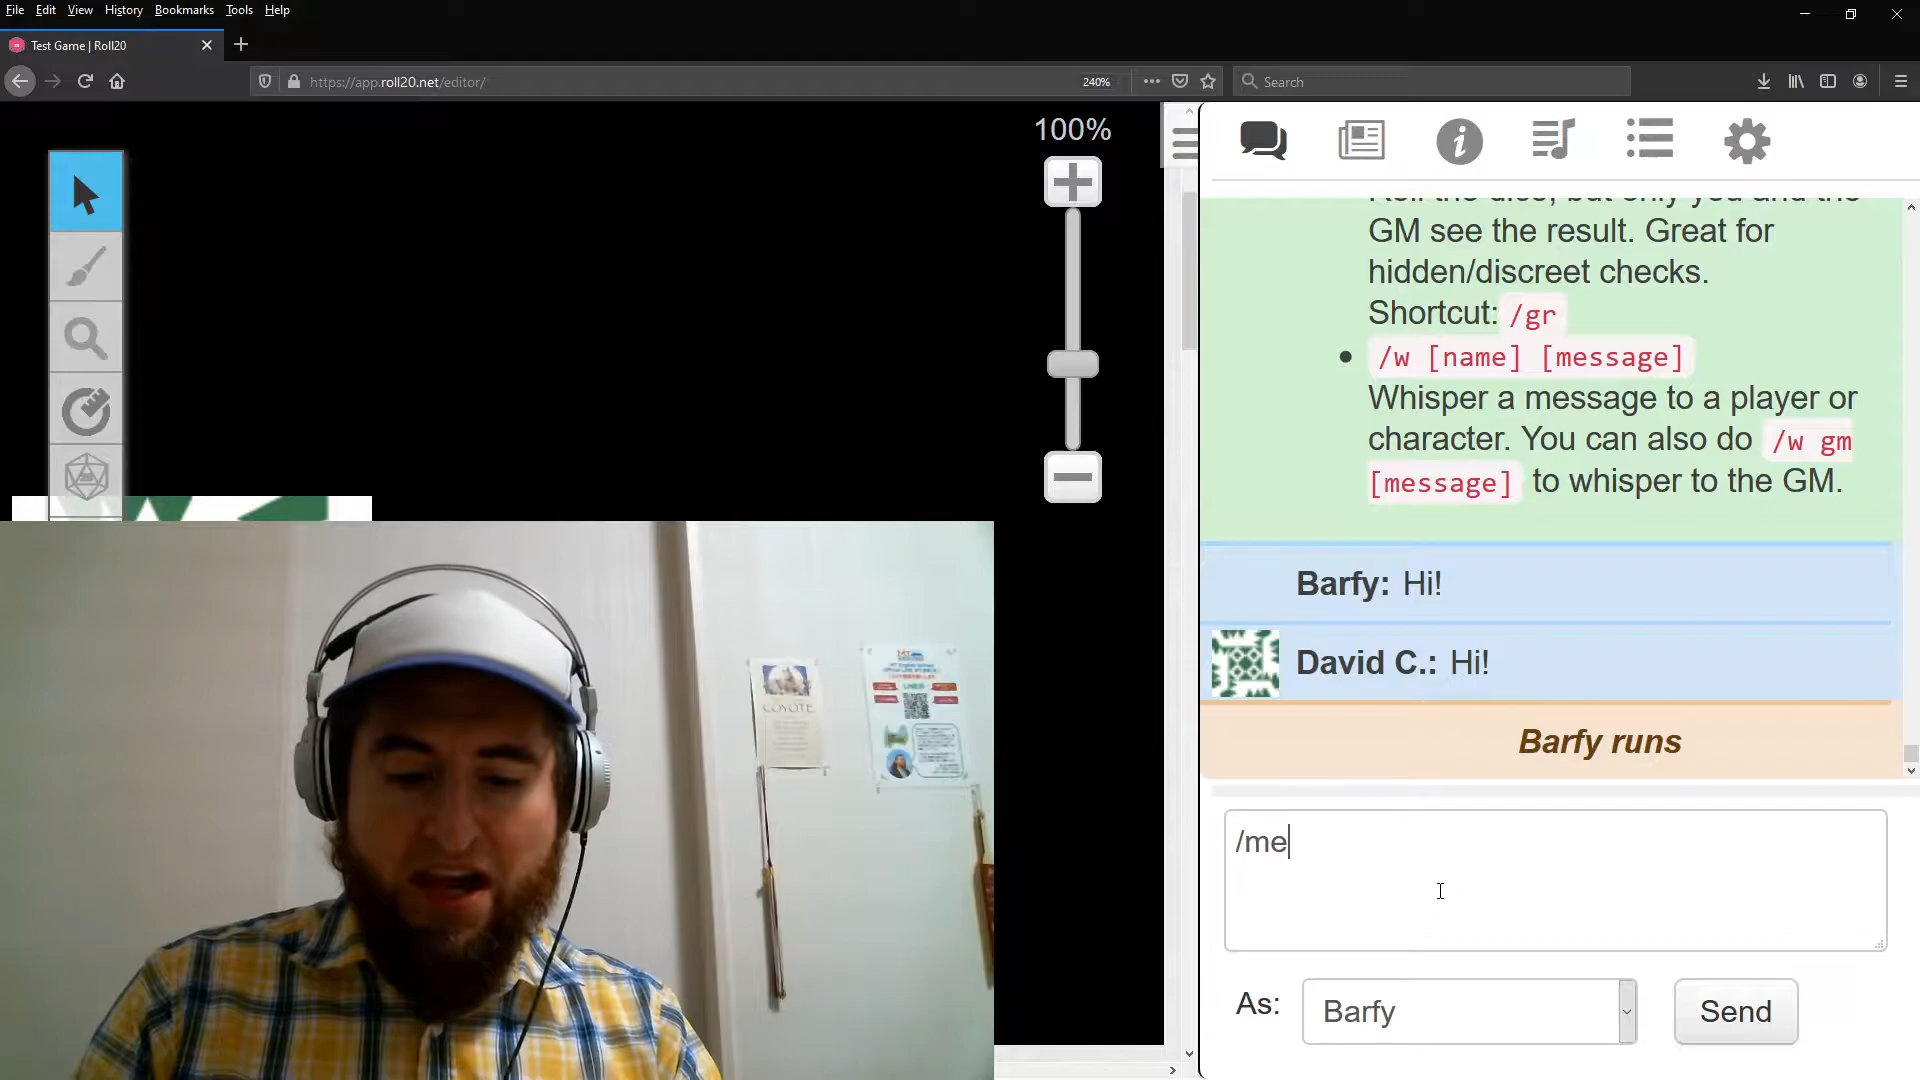 File Edit View History Bookmarks Tools Help
Test Game | Roll20
https://app.roll20.net/editor/
240%
Search
100%
GM see the result. Great for
hidden/discreet checks.
Shortcut: /gr
/w [name] [message]
Whisper a message to a player or
character. You can also do /w gm
[message] to whisper to the GM.
Barfy: Hi!
David C.: Hi!
Barfy runs
/me
As: Barfy Send
COYOTE